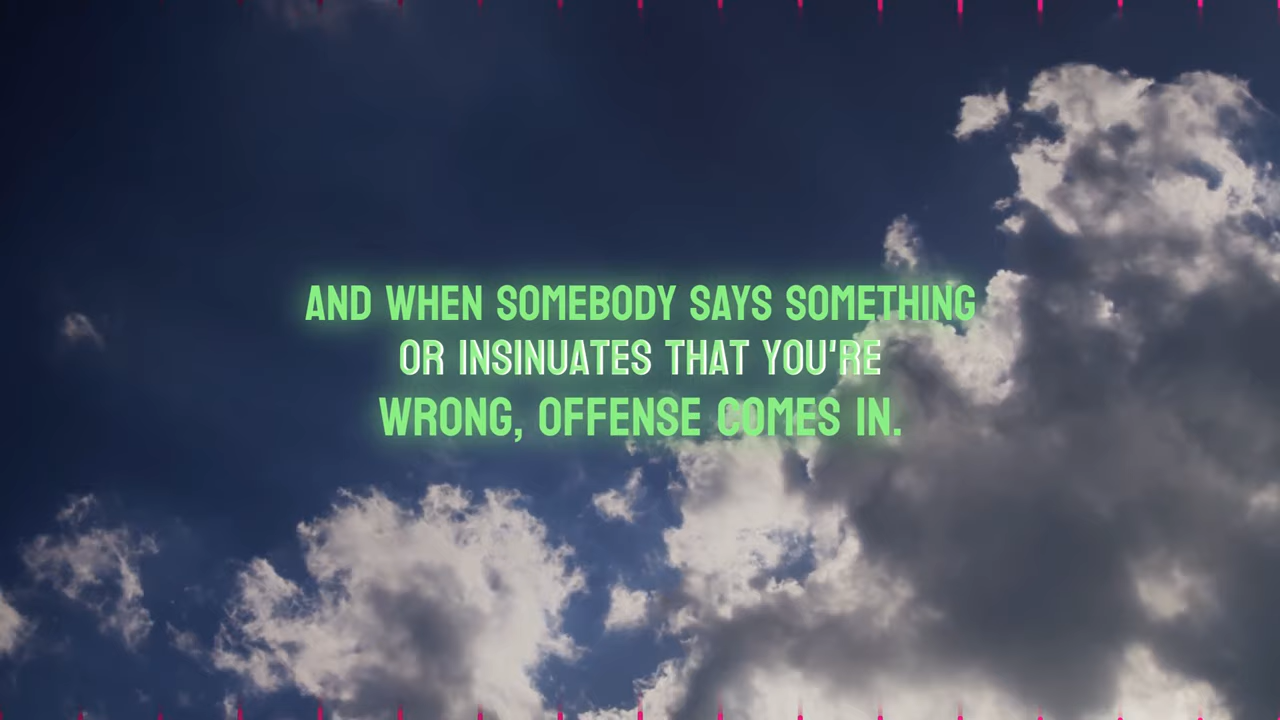 AND WHEN SOMEBODY SAYS SOMETHING
OR INSINUATES THAT YOU'RE
WRONG, OFFENSE COMES IN.